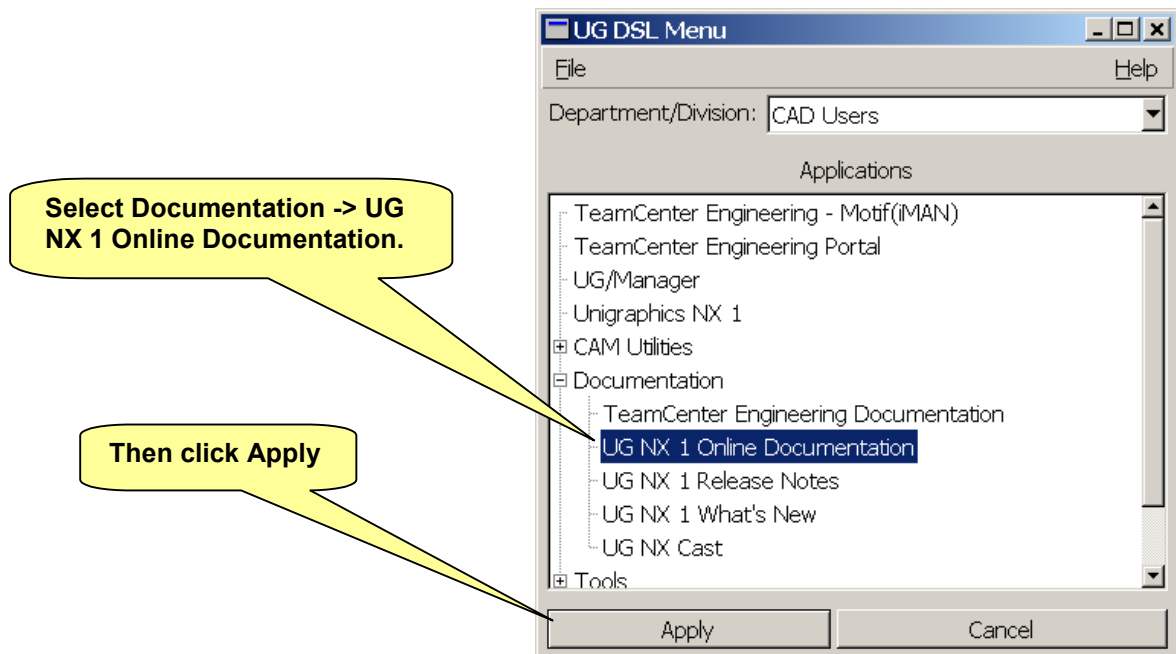 UG DSL Menu
File Help
Department/Division: CAD Users
Applications
Select Documentation -> UG
NX 1 Online Documentation.
TeamCenter Engineering - Motif(iMAN)
TeamCenter Engineering Portal
UG/Manager
Unigraphics NX 1
CAM Utilities
Documentation
TeamCenter Engineering Documentation
UG NX 1 Online Documentation
UG NX 1 Release Notes
UG NX 1 What's New
UG NX Cast
Tools
Then click Apply
Apply Cancel